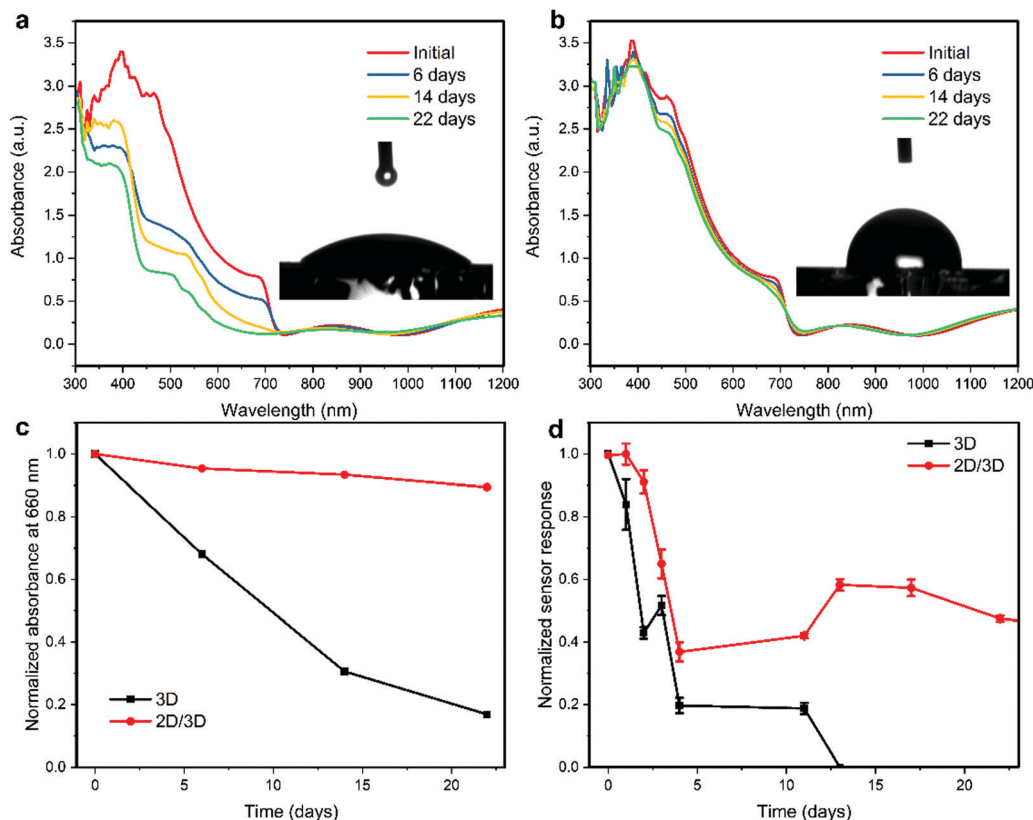 a
Absorbance (a.u.)
3.5
3.0
2.5
2.0
1.5
1.0
0.5
0.0
Initial
6 days
14 days
22 days
300 400 500 600 700 800 900 1000 1100 1200
Wavelength (nm)
b
Absorbance (a.u.)
3.5
3.0
2.5
2.0
1.5
1.0
0.5
0.0
Initial
6 days
14 days
22 days
300 400 500 600 700 800 900 1000 1100 1200
Wavelength (nm)
c
Normalized absorbance at 660 nm
1.0
0.8
0.6
0.4
0.2
0.0
3D
2D/3D
0 5 10 15 20
Time (days)
d
Normalized sensor response
1.0
0.8
0.6
0.4
0.2
0.0
3D
2D/3D
0 5 10 15 20
Time (days)